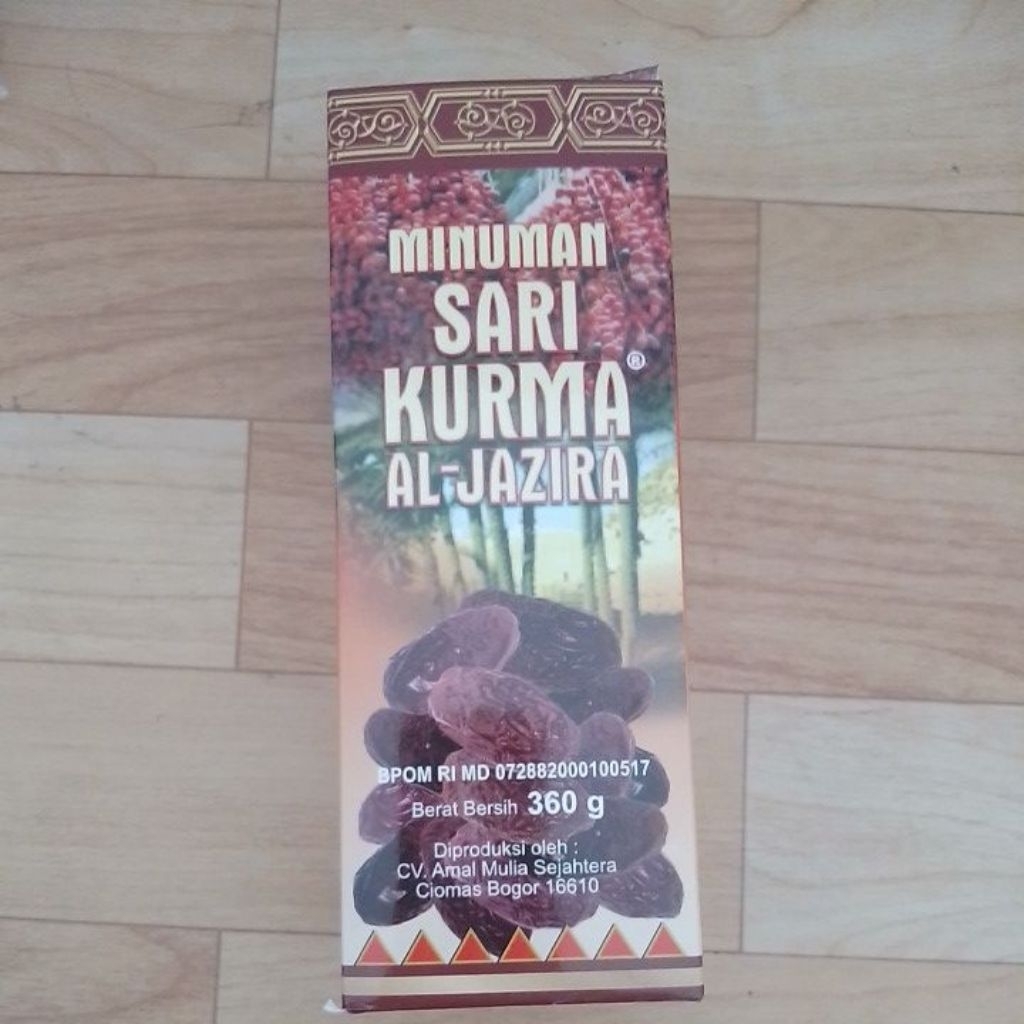 MINUMAN
SARI
KURMA®
AL-JAZIRA
BPOM RI MD 072882000100517
Berat Bersih 360 g
Diproduksi oleh :
CV. Amal Mulia Sejahtera
Ciomas Bogor 16610